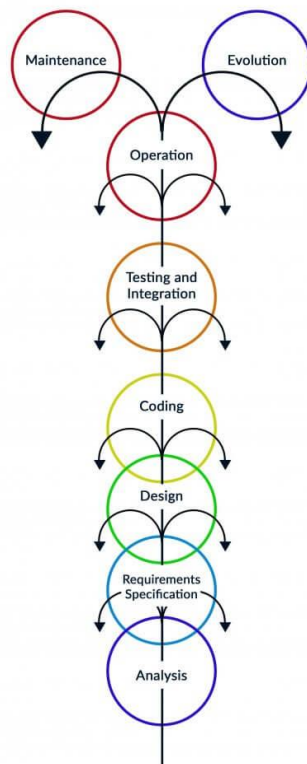 Maintenance
Evolution
Operation
Testing and
Integration
Coding
Design
Requirements
Specification
Analysis